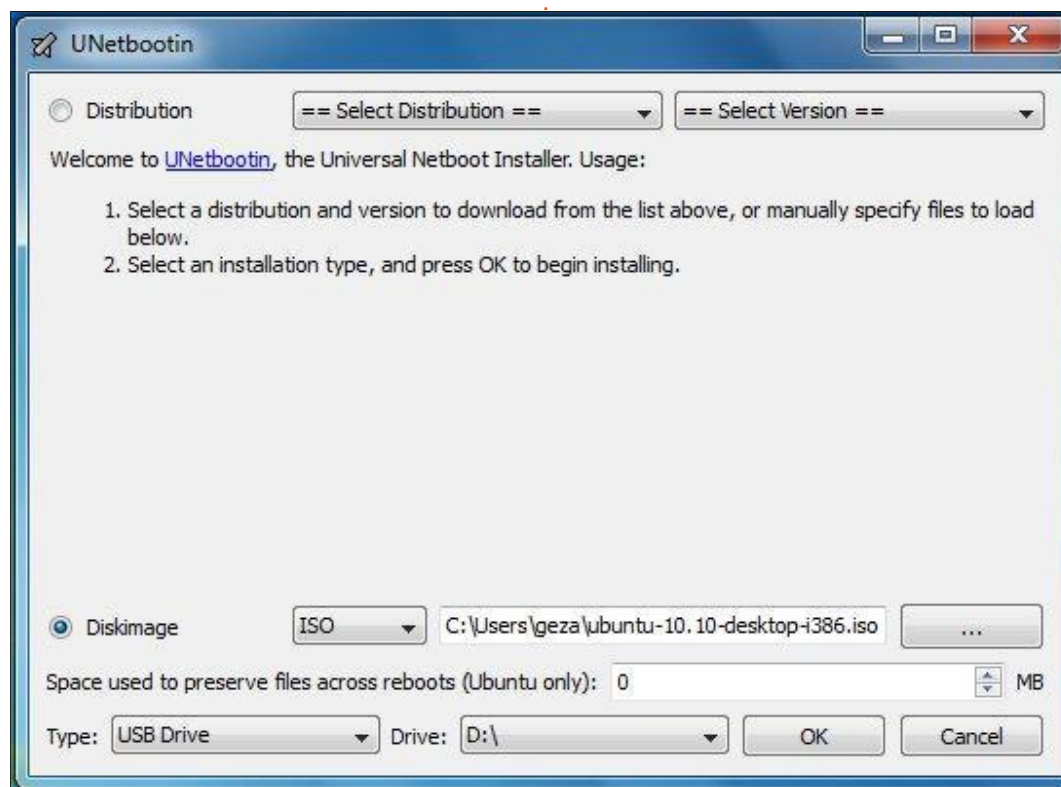 UNetbootin
Distribution == Select Distribution == == Select Version ==
Welcome to UNetbootin, the Universal Netboot Installer. Usage:
1. Select a distribution and version to download from the list above, or manually specify files to load
below.
2. Select an installation type, and press OK to begin installing.
Diskimage ISO C:\Users\geza\ubuntu-10.10-desktop-i386.iso ...
Space used to preserve files across reboots (Ubuntu only): 0 MB
Type: USB Drive Drive: D:\ OK Cancel